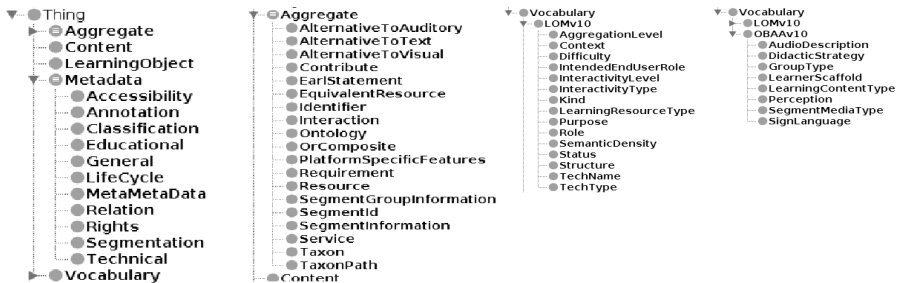 Thing
Aggregate
Content
LearningObject
Metadata
Accessibility
Annotation
Classification
Educational
General
LifeCycle
MetaMetaData
Relation
Rights
Segmentation
Technical
Vocabulary
Aggregate
AlternativeToAuditory
AlternativeToText
AlternativeToVisual
Contribute
EarlStatement
EquivalentResource
Identifier
Interaction
Ontology
OrComposite
PlatformSpecificFeatures
Requirement
Resource
SegmentGroupInformation
SegmentId
SegmentInformation
Service
Taxon
TaxonPath
Content
Vocabulary
LOMv10
AggregationLevel
Context
Difficulty
IntendedEndUserRole
InteractivityLevel
InteractivityType
Kind
LearningResourceType
Purpose
Role
SemanticDensity
Status
Structure
TechName
TechType
Vocabulary
LOMv10
OBAAv10
AudioDescription
DidacticStrategy
GroupType
LearnerScaffold
LearningContentType
Perception
SegmentMediaType
SignLanguage